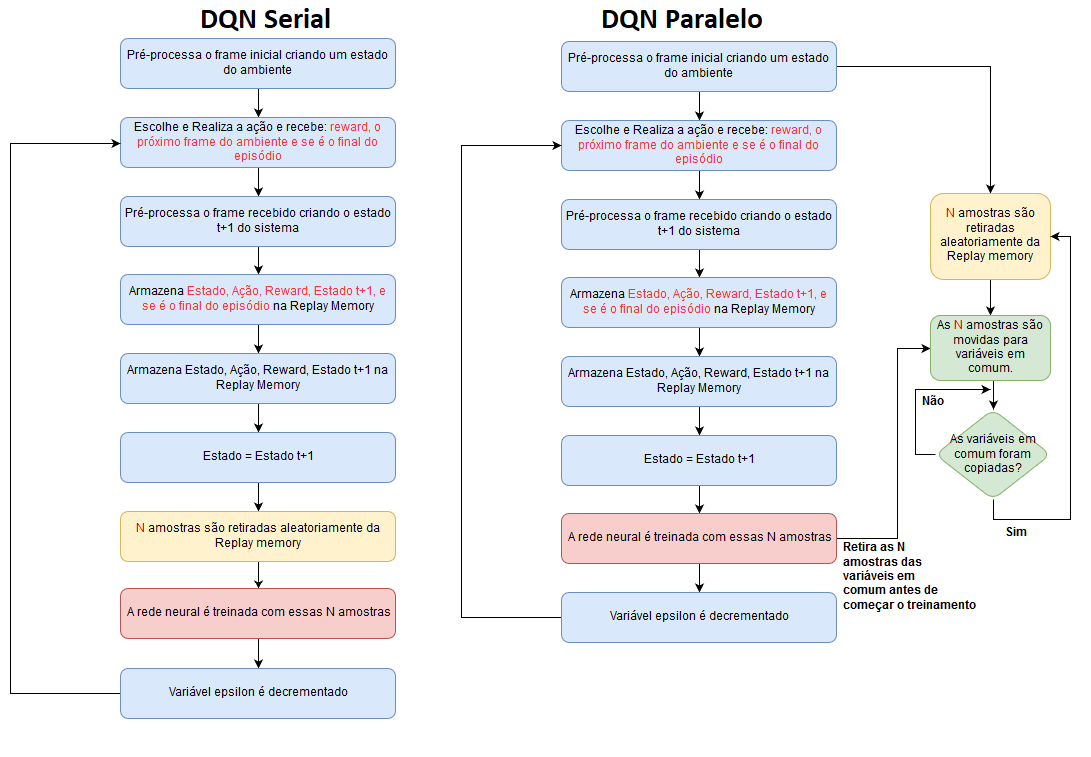 DQN Serial
Pré-processa o frame inicial criando um estado
do ambiente
Escolhe e Realiza a ação e recebe: reward, o
próximo frame do ambiente e se é o final do
episódio
Pré-processa o frame recebido criando o estado
t+1 do sistema
Armazena Estado, Ação, Reward, Estado t+1, e
se é o final do episódio na Replay Memory
Armazena Estado, Ação, Reward, Estado t+1 na
Replay Memory
Estado = Estado t+1
N amostras são retiradas aleatoriamente da
Replay memory
A rede neural é treinada com essas N amostras
Variável epsilon é decrementado
DQN Paralelo
Pré-processa o frame inicial criando um estado
do ambiente
Escolhe e Realiza a ação e recebe: reward, o
próximo frame do ambiente e se é o final do
episódio
Pré-processa o frame recebido criando o estado
t+1 do sistema
Armazena Estado, Ação, Reward, Estado t+1, e
se é o final do episódio na Replay Memory
Armazena Estado, Ação, Reward, Estado t+1 na
Replay Memory
Estado = Estado t+1
A rede neural é treinada com essas N amostras
Variável epsilon é decrementado
Retira as N
amostras das
variáveis em
comum antes de
começar o treinamento
N amostras são
retiradas
aleatoriamente da
Replay memory
As N amostras são
movidas para
variáveis em
comum.
Não
As variáveis em
comum foram
copiadas?
Sim